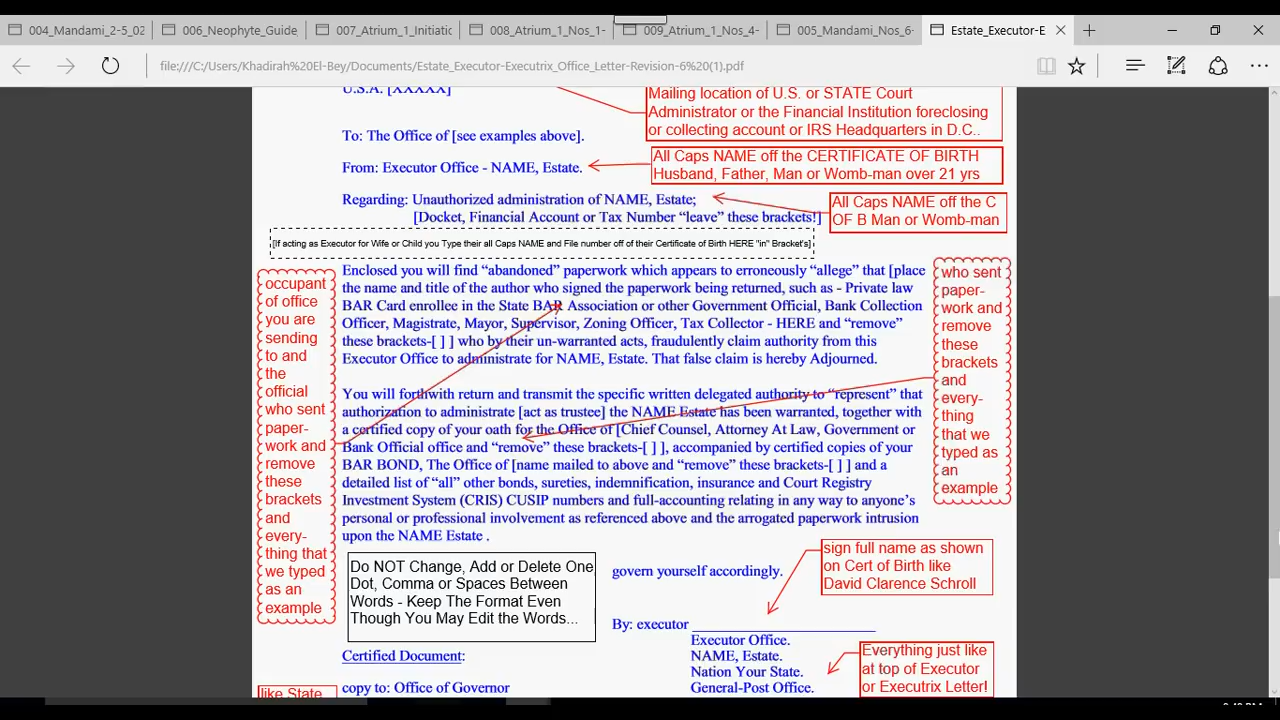 004_Mandami_2-5_02
006_Neophyte_Guide_
007_Atrium_1_Initiatic
008_Atrium_1_Nos_1-
009_Atrium_1_Nos_4-
005_Mandami_Nos_6-
Estate_Executor-E
file:///C:/Users/Khadirah%20El-Bey/Documents/Estate_Executor-Executrix_Office_Letter-Revision-6%20(1).pdf
U.S.A. [XXXXX]
Mailing location of U.S. or STATE Court
Administrator or the Financial Institution foreclosing
or collecting account or IRS Headquarters in D.C..
To: The Office of [see examples above].
From: Executor Office - NAME, Estate.
All Caps NAME off the CERTIFICATE OF BIRTH
Husband, Father, Man or Womb-man over 21 yrs
Regarding: Unauthorized administration of NAME, Estate;
[Docket, Financial Account or Tax Number “leave” these brackets!]
All Caps NAME off the C
OF B Man or Womb-man
[If acting as Executor for Wife or Child you Type their all Caps NAME and File number off of their Certificate of Birth HERE "in" Bracket's]
Enclosed you will find “abandoned” paperwork which appears to erroneously “allege” that [place
the name and title of the author who signed the paperwork being returned, such as - Private law
BAR Card enrollee in the State BAR Association or other Government Official, Bank Collection
Officer, Magistrate, Mayor, Supervisor, Zoning Officer, Tax Collector - HERE and “remove”
these brackets-[ ] ] who by their un-warranted acts, fraudulently claim authority from this
Executor Office to administrate for NAME, Estate. That false claim is hereby Adjourned.
You will forthwith return and transmit the specific written delegated authority to “represent” that
authorization to administrate [act as trustee] the NAME Estate has been warranted, together with
a certified copy of your oath for the Office of [Chief Counsel, Attorney At Law, Government or
Bank Official office and “remove” these brackets-[ ] ], accompanied by certified copies of your
BAR BOND, The Office of [name mailed to above and “remove” these brackets-[ ] ] and a
detailed list of “all” other bonds, sureties, indemnification, insurance and Court Registry
Investment System (CRIS) CUSIP numbers and full-accounting relating in any way to anyone’s
personal or professional involvement as referenced above and the arrogated paperwork intrusion
upon the NAME Estate .
occupant
of office
you are
sending
to and
the
official
who sent
paper-
work and
remove
these
brackets
and
every-
thing that
we typed
as an
example
who sent
paper-
work and
remove
these
brackets
and
every-
thing
that we
typed as
an
example
Do NOT Change, Add or Delete One
Dot, Comma or Spaces Between
Words - Keep The Format Even
Though You May Edit the Words...
govern yourself accordingly.
sign full name as shown
on Cert of Birth like
David Clarence Schroll
By: executor
Executor Office.
NAME, Estate.
Nation Your State.
General-Post Office.
Everything just like
at top of Executor
or Executrix Letter!
Certified Document:
copy to: Office of Governor
like State